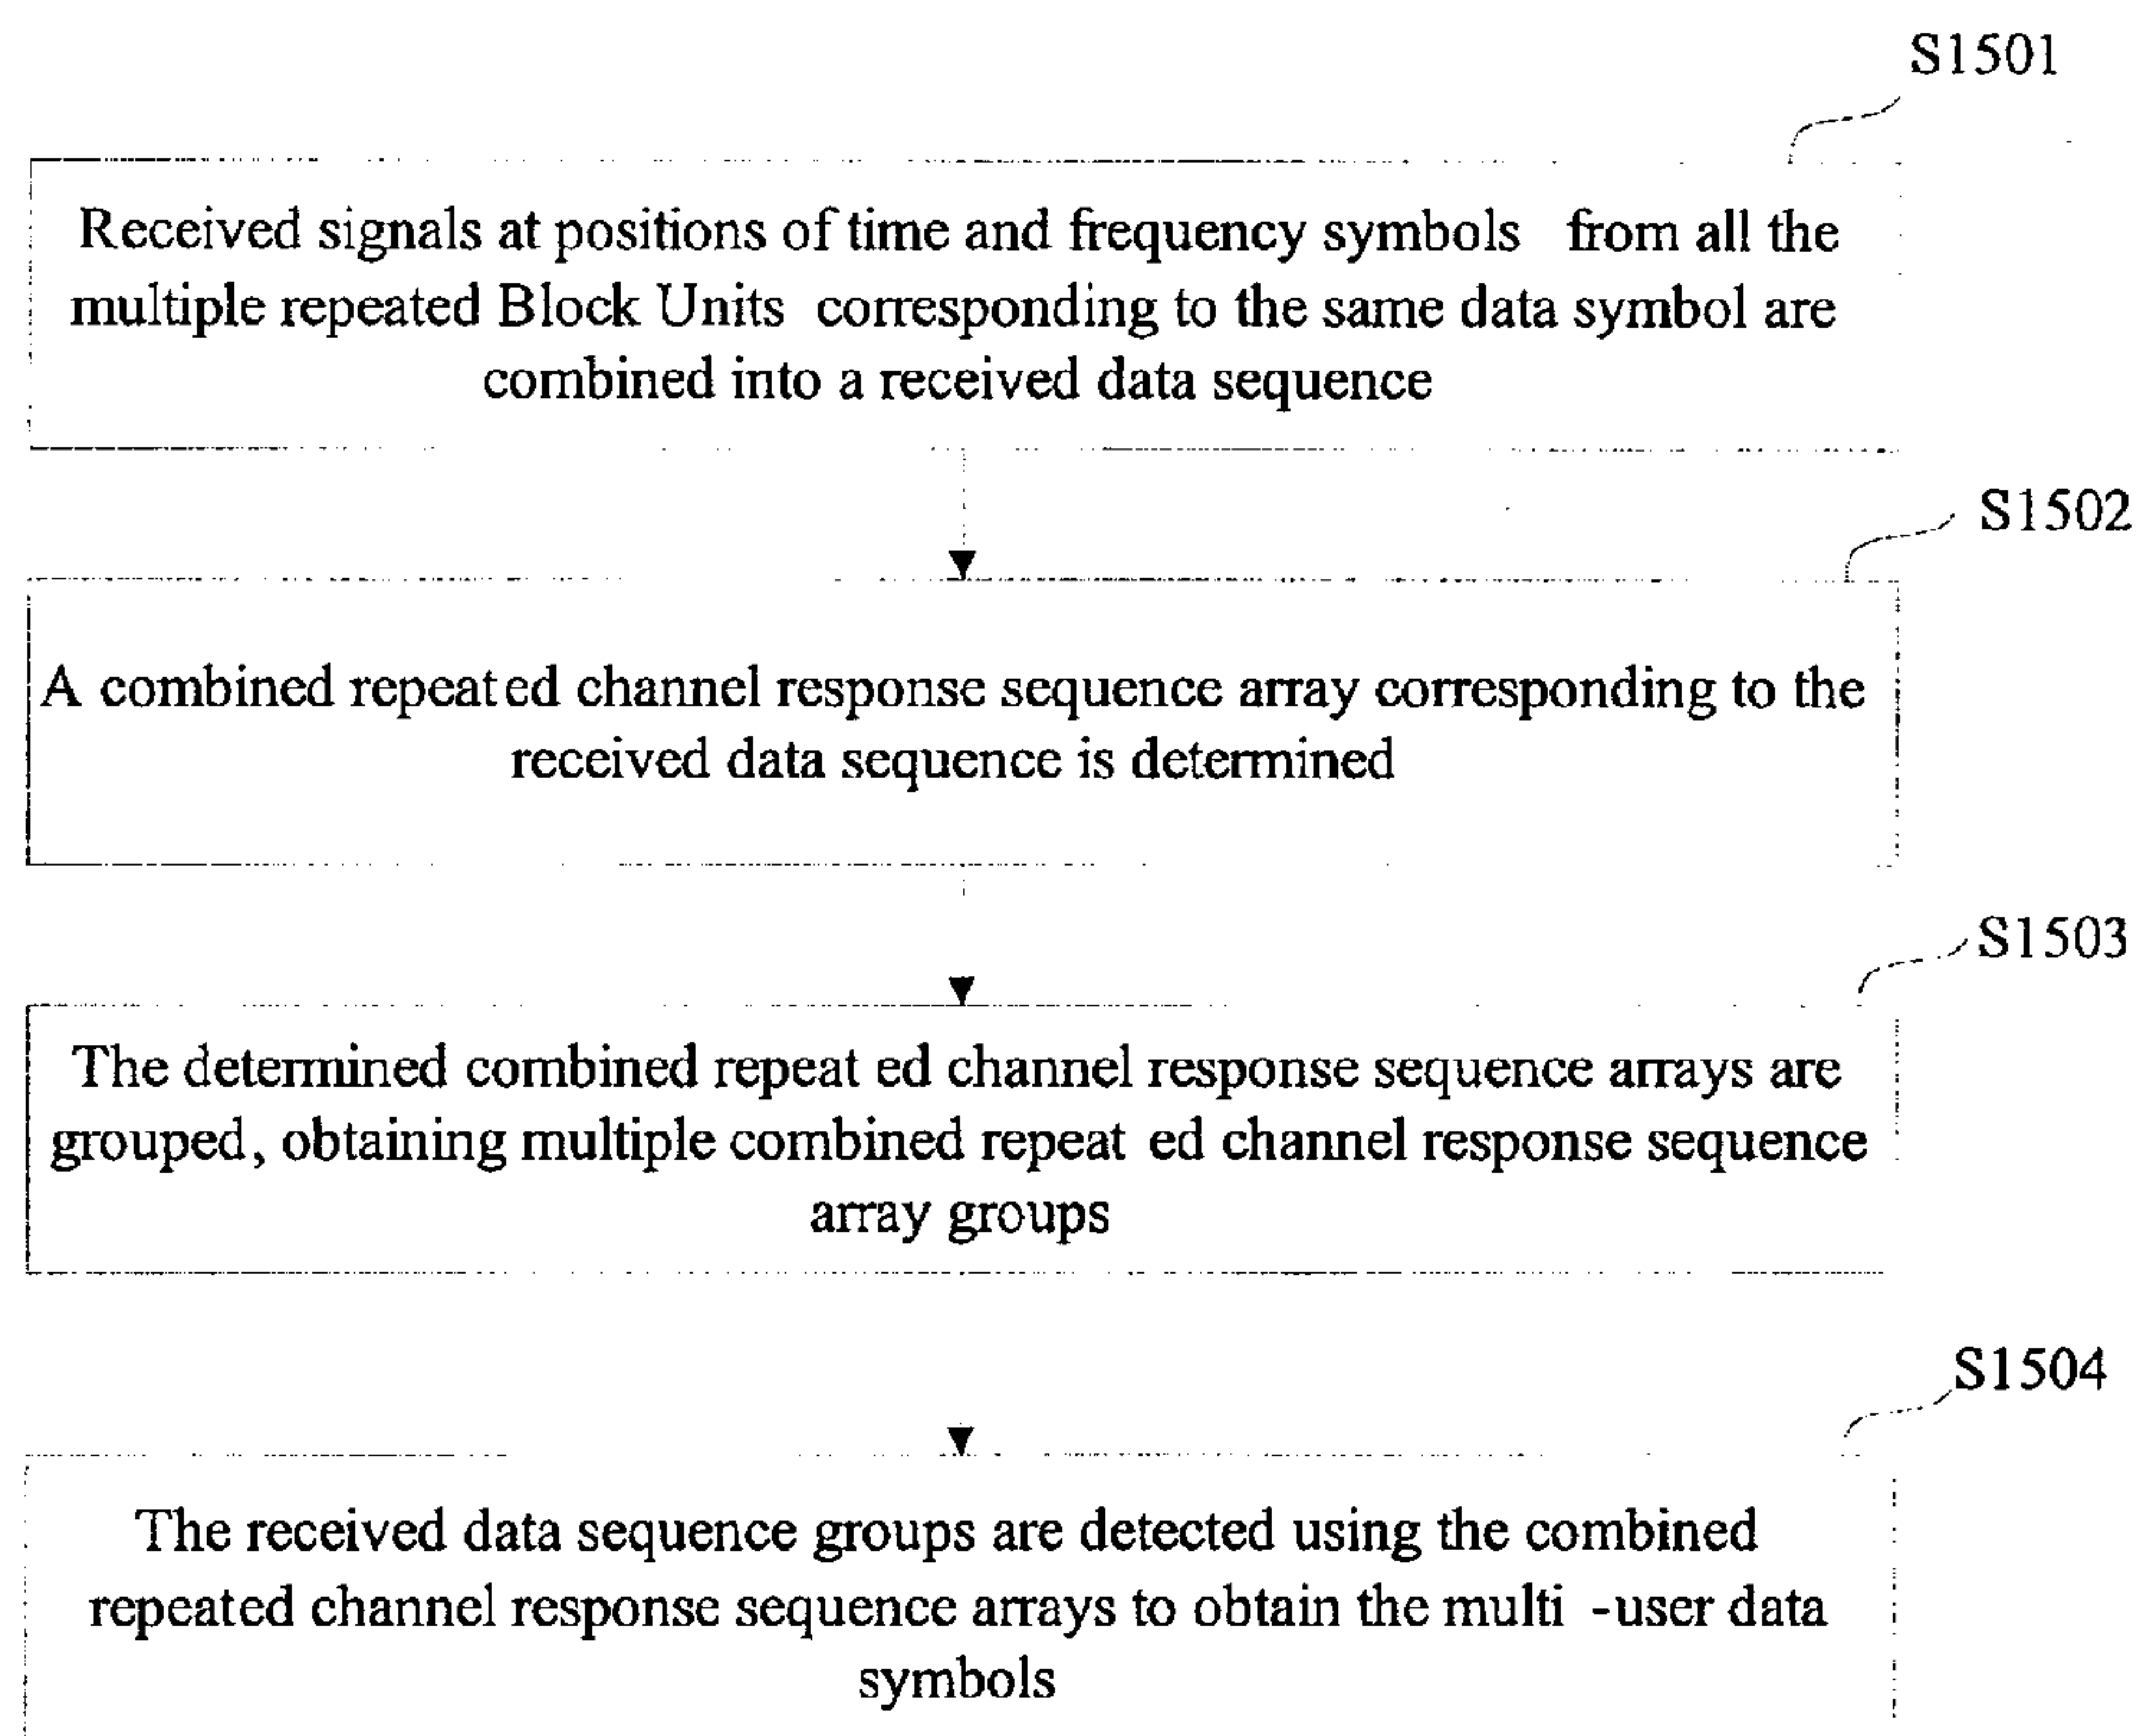 S1501
Received signals at positions of time and frequency symbols from all the
multiple repeated Block Units corresponding to the same data symbol are
combined into a received data sequence
S1502
A combined repeated channel response sequence array corresponding to the
received data sequence is determined
S1503
The determined combined repeat ed channel response sequence arrays are
grouped, obtaining multiple combined repeat ed channel response sequence
array groups
S1504
The received data sequence groups are detected using the combined
repeated channel response sequence arrays to obtain the multi -user data
symbols